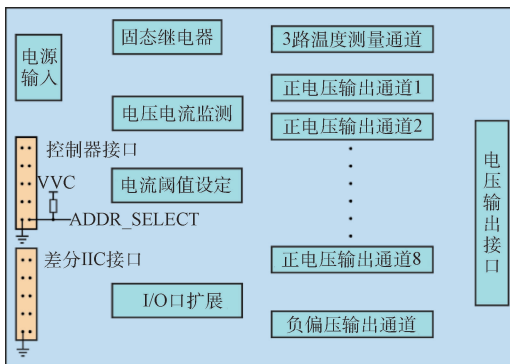 电源
输入
固态继电器
3路温度测量通道
正电压输出通道1
电压电流监测
正电压输出通道2
控制器接口
VVC
电流阈值设定
ADDR_SELECT
差分IIC接口
正电压输出通道8
I/O口扩展
负偏压输出通道
电压输出接口